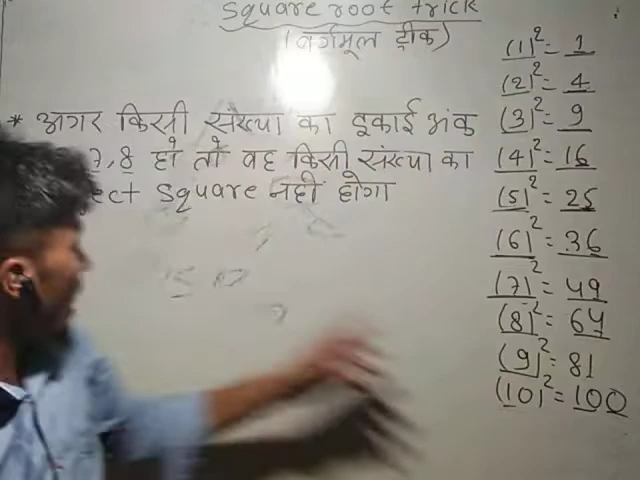 square root trick
(वर्गमूल ट्रीक)
* अगर किसी संख्या का इकाई अंक
7, 8 हो तो वह किसी संख्या का
ect square नहीं होगा
(1)² = 1
(2)² = 4
(3)² = 9
(4)² = 16
(5)² = 25
(6)² = 36
(7)² = 49
(8)² = 64
(9)² = 81
(10)² = 100